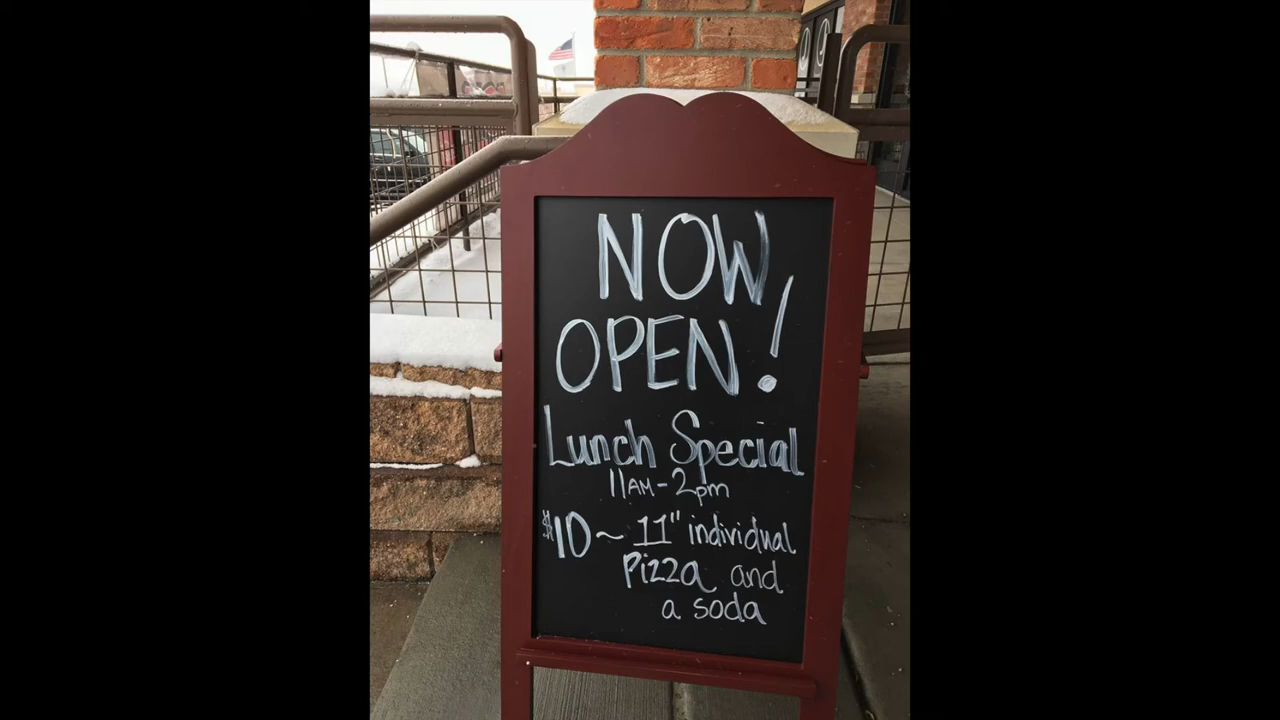 NOW
OPEN!
Lunch Special
11AM-2pm
$10~ 11" individual
Pizza and
a soda